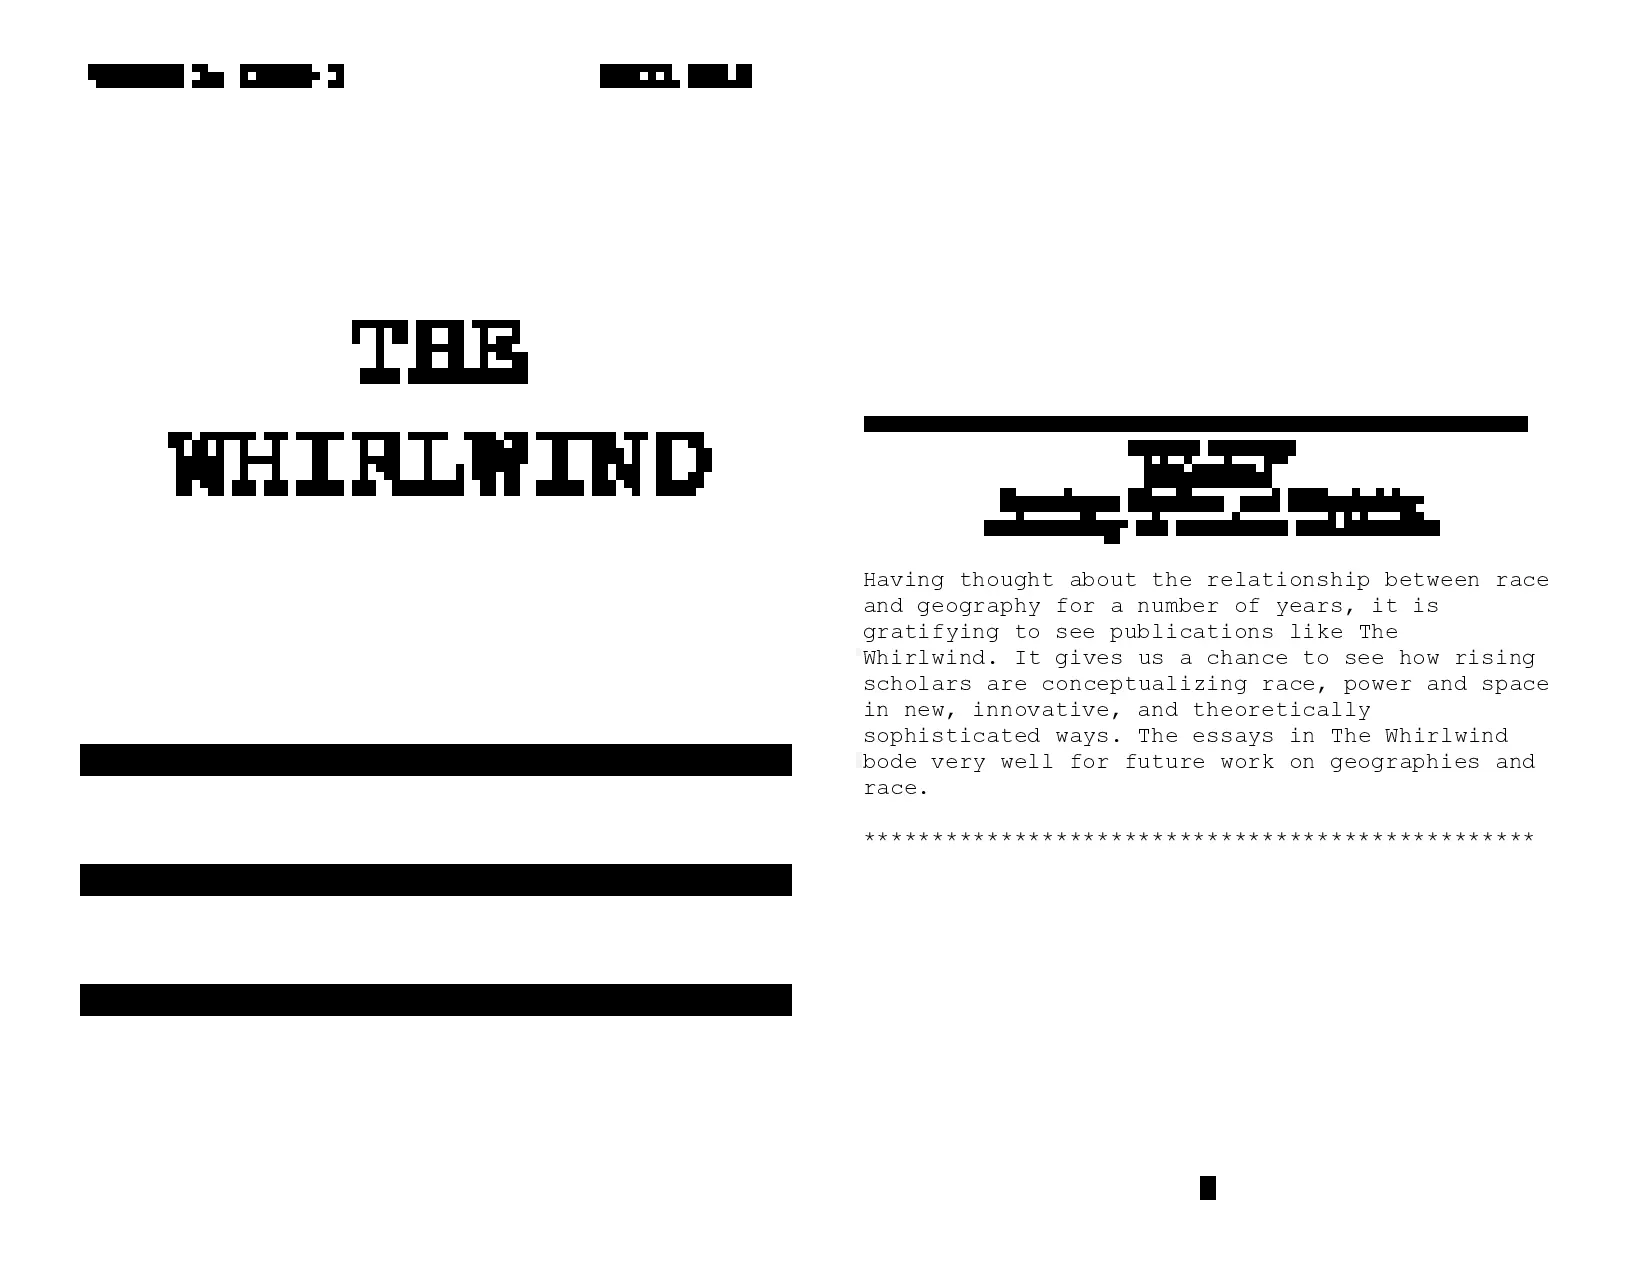 THE
WHIRLWIND
Having thought about the relationship between race
and geography for a number of years, it is
gratifying to see publications like The
Whirlwind. It gives us a chance to see how rising
scholars are conceptualizing race, power and space
in new, innovative, and theoretically
sophisticated ways. The essays in The Whirlwind
bode very well for future work on geographies and
race.
*************************************************